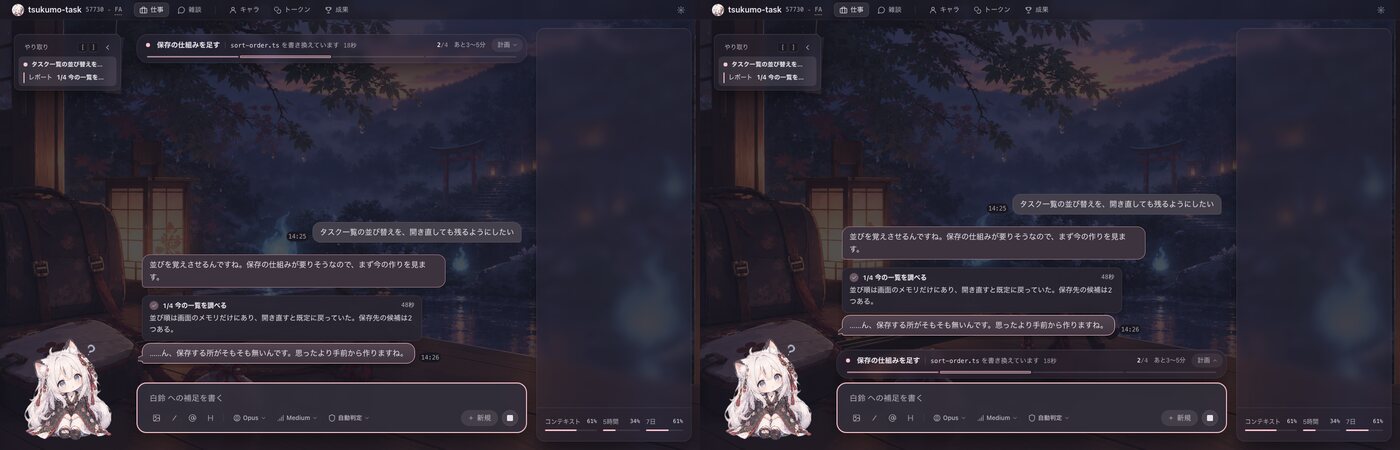 tsukumo-task 57730 · FA 仕事 雑談 キャラ トークン 成果
やり取り [ ]
タスク一覧の並び替えを…
レポート 1/4 今の一覧を…
保存の仕組みを足す sort-order.ts を書き換えています 18秒 2/4 あと3〜5分 計画
14:25 タスク一覧の並び替えを、開き直しても残るようにしたい
並びを覚えさせるんですね。保存の仕組みが要りそうなので、まず今の作りを見ま
す。
1/4 今の一覧を調べる 48秒
並び順は画面のメモリだけにあり、開き直すと既定に戻っていた。保存先の候補は2
つある。
……ん、保存する所がそもそも無いんです。思ったより手前から作りますね。 14:26
白鈴 への補足を書く
/ @ Opus Medium 自動判定 + 新規
コンテキスト 61% 5時間 34% 7日 61%
tsukumo-task 57730 · FA 仕事 雑談 キャラ トークン 成果
やり取り [ ]
タスク一覧の並び替えを…
レポート 1/4 今の一覧を…
14:25 タスク一覧の並び替えを、開き直しても残るようにしたい
並びを覚えさせるんですね。保存の仕組みが要りそうなので、まず今の作りを見ま
す。
1/4 今の一覧を調べる 48秒
並び順は画面のメモリだけにあり、開き直すと既定に戻っていた。保存先の候補は2
つある。
……ん、保存する所がそもそも無いんです。思ったより手前から作りますね。 14:26
保存の仕組みを足す sort-order.ts を書き換えています 18秒 2/4 あと3〜5分 計画
白鈴 への補足を書く
/ @ Opus Medium 自動判定 + 新規
コンテキスト 61% 5時間 34% 7日 61%